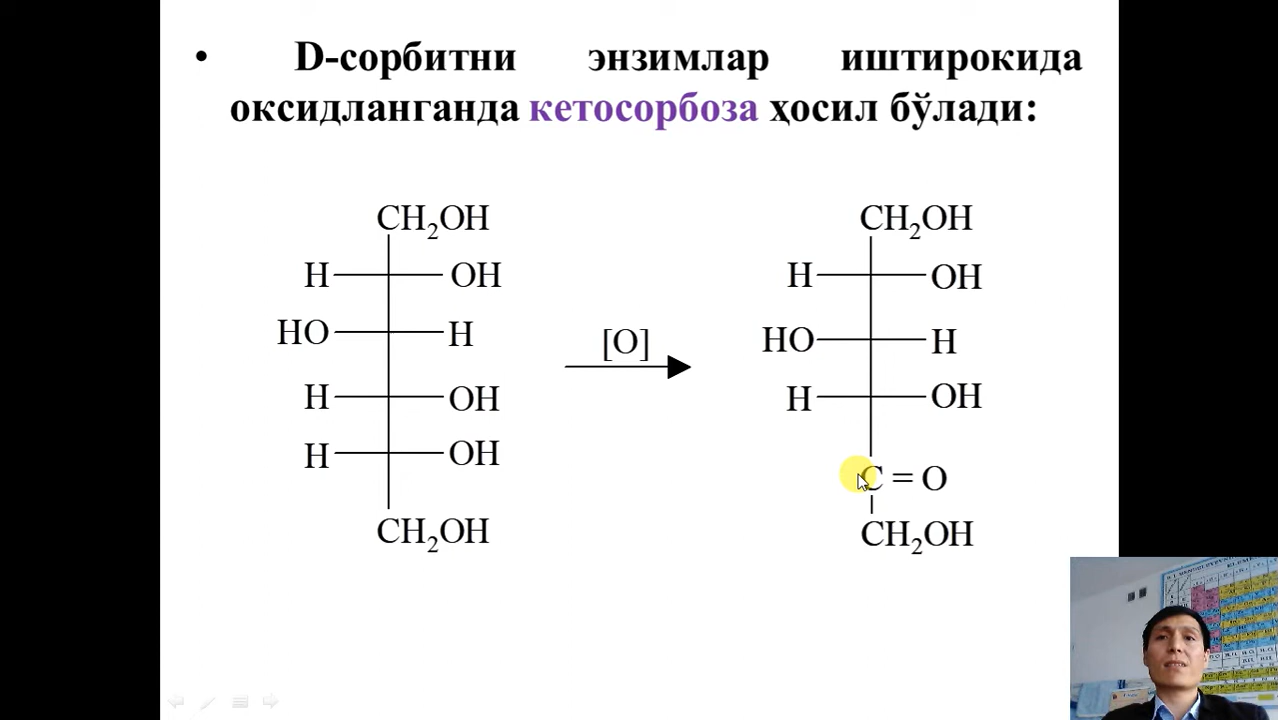 • D-сорбитни энзимлар иштирокида
оксидланганда кетосорбоза ҳосил бўлади:
CH₂OH CH₂OH
H OH H OH
HO H [O] HO H
H OH H OH
H OH C = O
CH₂OH CH₂OH